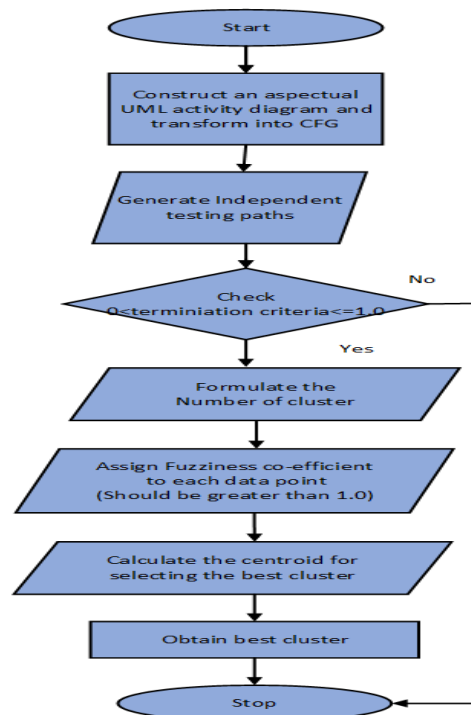 Start
Construct an aspectual
UML activity diagram and
transform into CFG
Generate Independent
testing paths
No
Check
0<terminiation criteria<=1.0
Yes
Formulate the
Number of cluster
Assign Fuzziness co-efficient
to each data point
(Should be greater than 1.0)
Calculate the centroid for
selecting the best cluster
Obtain best cluster
Stop